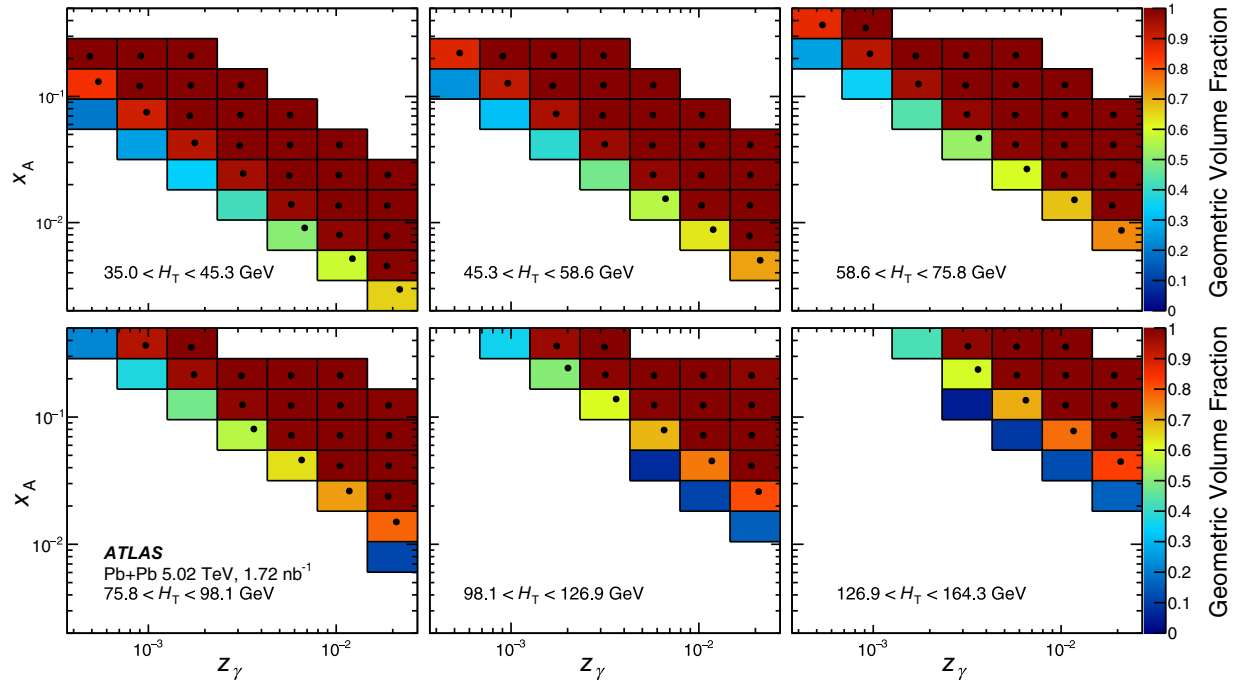 x_A
10⁻¹
10⁻²
35.0 < H_T < 45.3 GeV
45.3 < H_T < 58.6 GeV
58.6 < H_T < 75.8 GeV
1
0.9
0.8
0.7
0.6
0.5
0.4
0.3
0.2
0.1
0
Geometric Volume Fraction
x_A
10⁻¹
10⁻²
ATLAS
Pb+Pb 5.02 TeV, 1.72 nb⁻¹
75.8 < H_T < 98.1 GeV
98.1 < H_T < 126.9 GeV
126.9 < H_T < 164.3 GeV
1
0.9
0.8
0.7
0.6
0.5
0.4
0.3
0.2
0.1
0
Geometric Volume Fraction
10⁻³ 10⁻² 10⁻³ 10⁻² 10⁻³ 10⁻²
z_γ z_γ z_γ